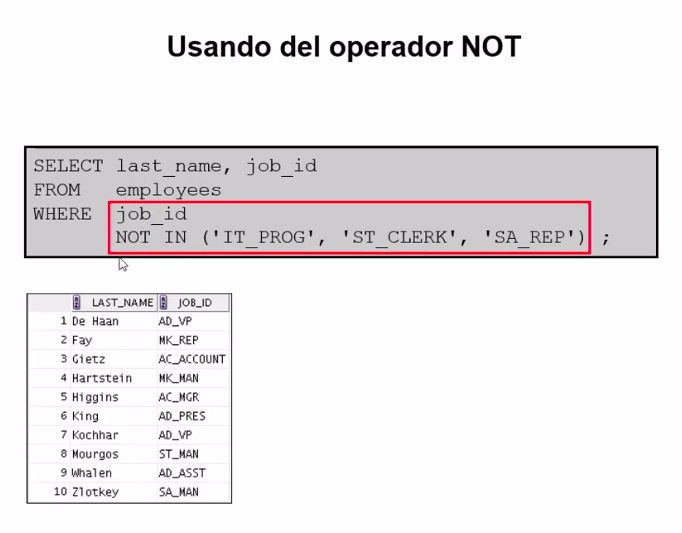 Usando del operador NOT
SELECT last_name, job_id
FROM employees
WHERE job_id
NOT IN ('IT_PROG', 'ST_CLERK', 'SA_REP') ;
LAST_NAME JOB_ID
1 De Haan AD_VP
2 Fay MK_REP
3 Gietz AC_ACCOUNT
4 Hartstein MK_MAN
5 Higgins AC_MGR
6 King AD_PRES
7 Kochhar AD_VP
8 Mourgos ST_MAN
9 Whalen AD_ASST
10 Zlotkey SA_MAN